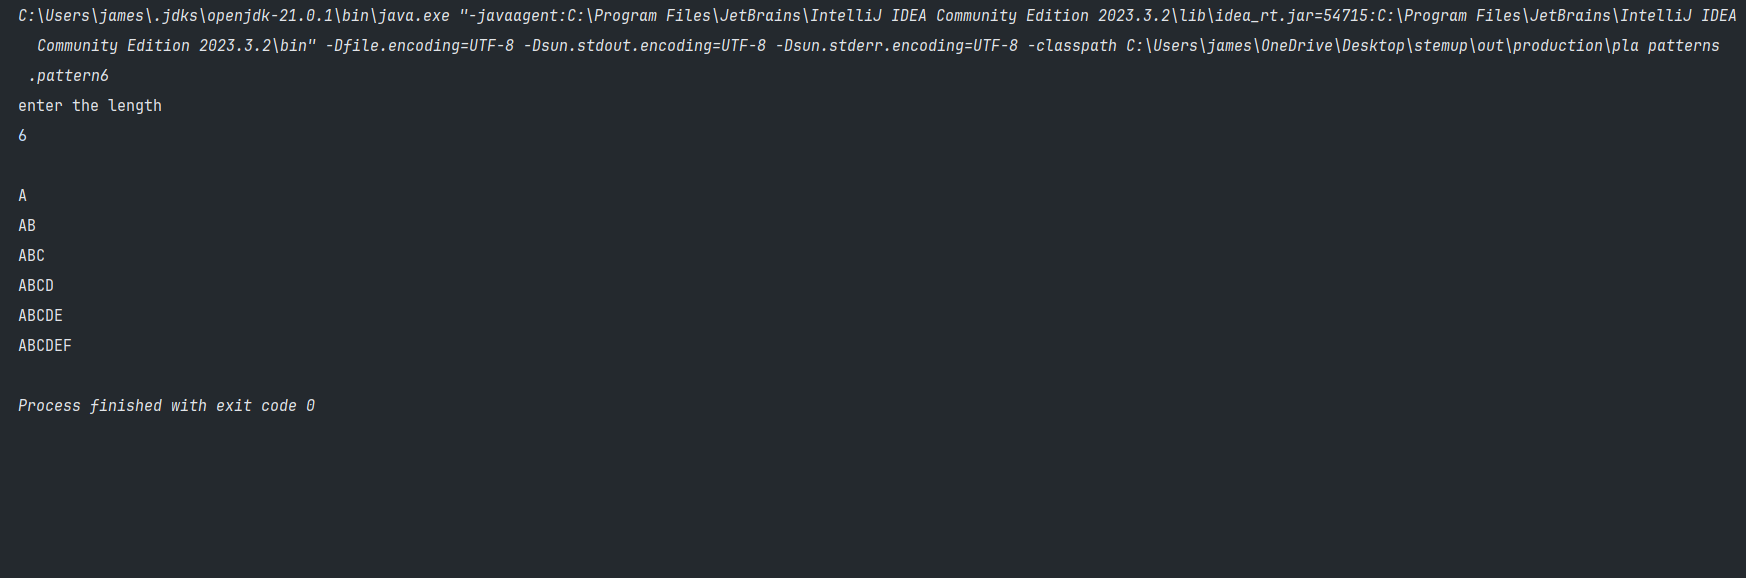 C:\Users\james\.jdks\openjdk-21.0.1\bin\java.exe "-javaagent:C:\Program Files\JetBrains\IntelliJ IDEA Community Edition 2023.3.2\lib\idea_rt.jar=54715:C:\Program Files\JetBrains\IntelliJ IDEA
Community Edition 2023.3.2\bin" -Dfile.encoding=UTF-8 -Dsun.stdout.encoding=UTF-8 -Dsun.stderr.encoding=UTF-8 -classpath C:\Users\james\OneDrive\Desktop\stemup\out\production\pla patterns
.pattern6
enter the length
6
A
AB
ABC
ABCD
ABCDE
ABCDEF
Process finished with exit code 0